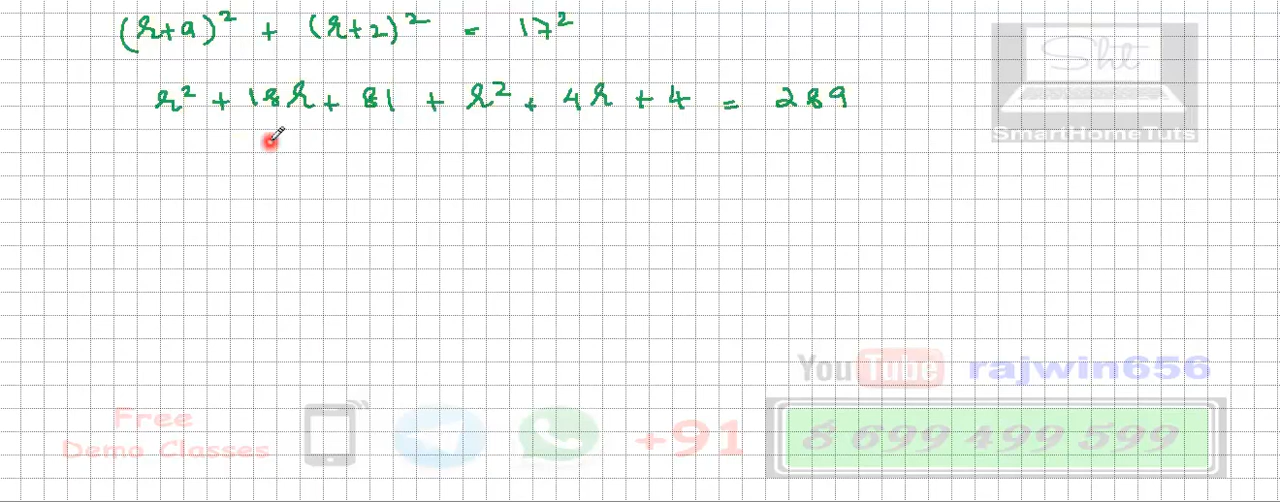 (r+9)² + (r+2)² = 17²
r² + 18r + 81 + r² + 4r + 4 = 289
Sht
SmartHomeTuts
YouTube rajwin656
Free
Demo Classes
+91 8 699 499 599